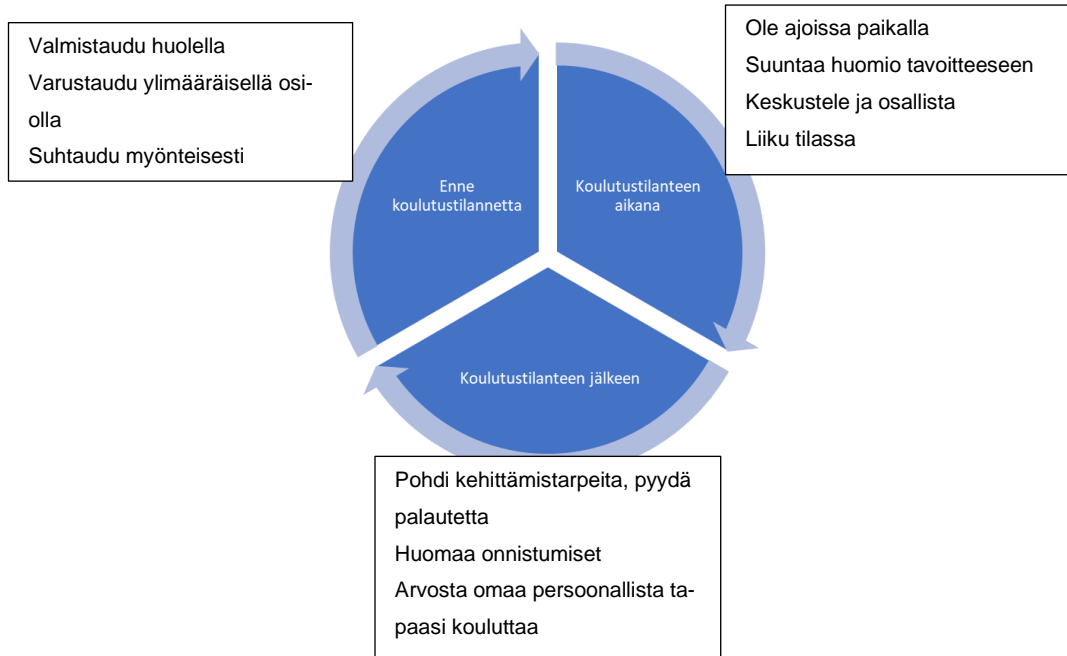 Valmistaudu huolella
Varustaudu ylimääräisellä osi-
olla
Suhtaudu myönteisesti
Ole ajoissa paikalla
Suuntaa huomio tavoitteeseen
Keskustele ja osallista
Liiku tilassa
Enne
koulutustilannetta
Koulutustilanteen
aikana
Koulutustilanteen jälkeen
Pohdi kehittämistarpeita, pyydä
palautetta
Huomaa onnistumiset
Arvosta omaa persoonallista ta-
paasi kouluttaa